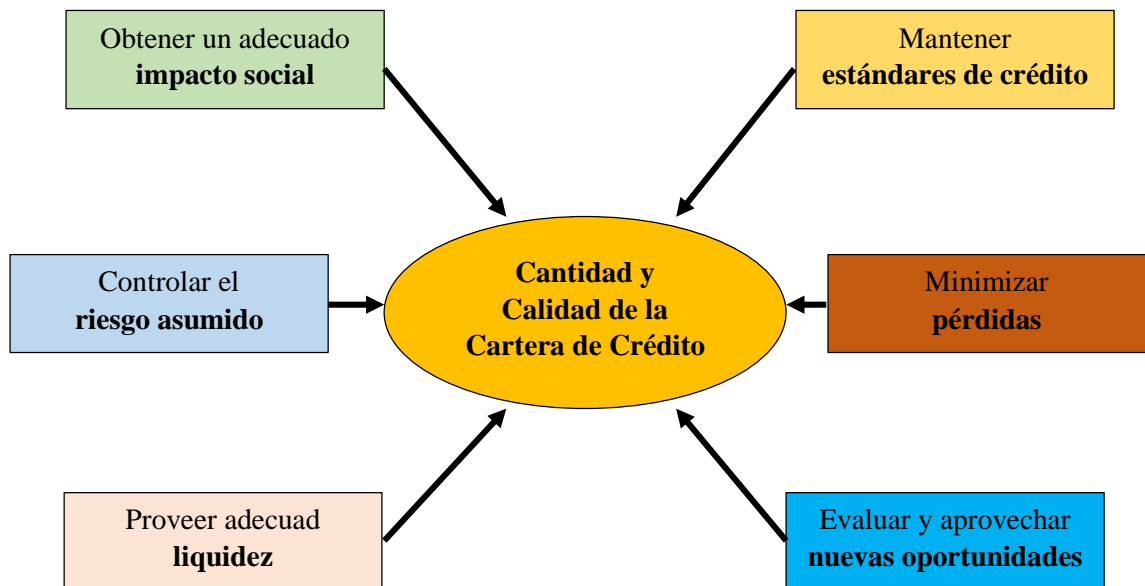 Obtener un adecuado
impacto social
Mantener
estándares de crédito
Controlar el
riesgo asumido
Cantidad y
Calidad de la
Cartera de Crédito
Minimizar
pérdidas
Proveer adecuad
liquidez
Evaluar y aprovechar
nuevas oportunidades